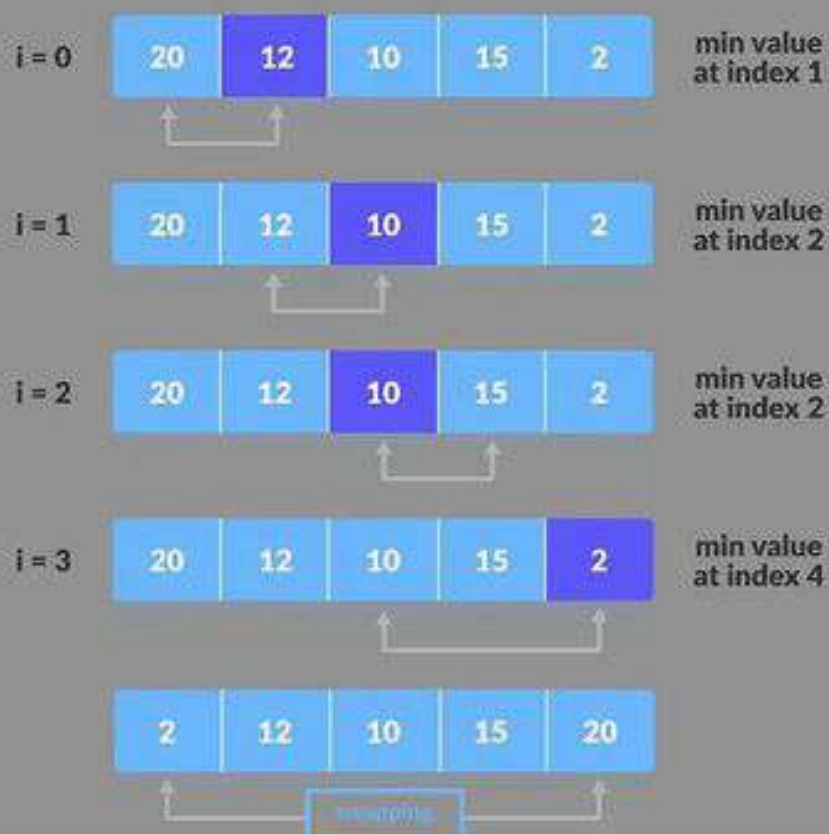 i = 0 20 12 10 15 2 min value
at index 1
i = 1 20 12 10 15 2 min value
at index 2
i = 2 20 12 10 15 2 min value
at index 2
i = 3 20 12 10 15 2 min value
at index 4
2 12 10 15 20